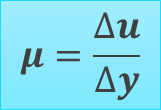 μ = Δu / Δy